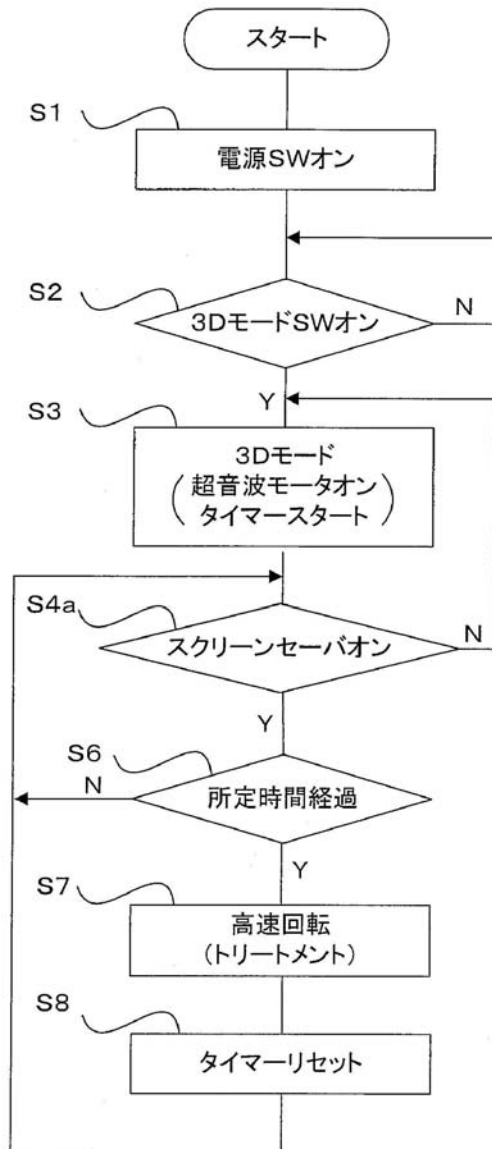 スタート
S1
電源SWオン
S2
3DモードSWオン
N
Y
S3
3Dモード
(超音波モータオン
タイマースタート)
S4a
スクリーンセーバオン
N
Y
S6
N
所定時間経過
Y
S7
高速回転
(トリートメント)
S8
タイマーリセット